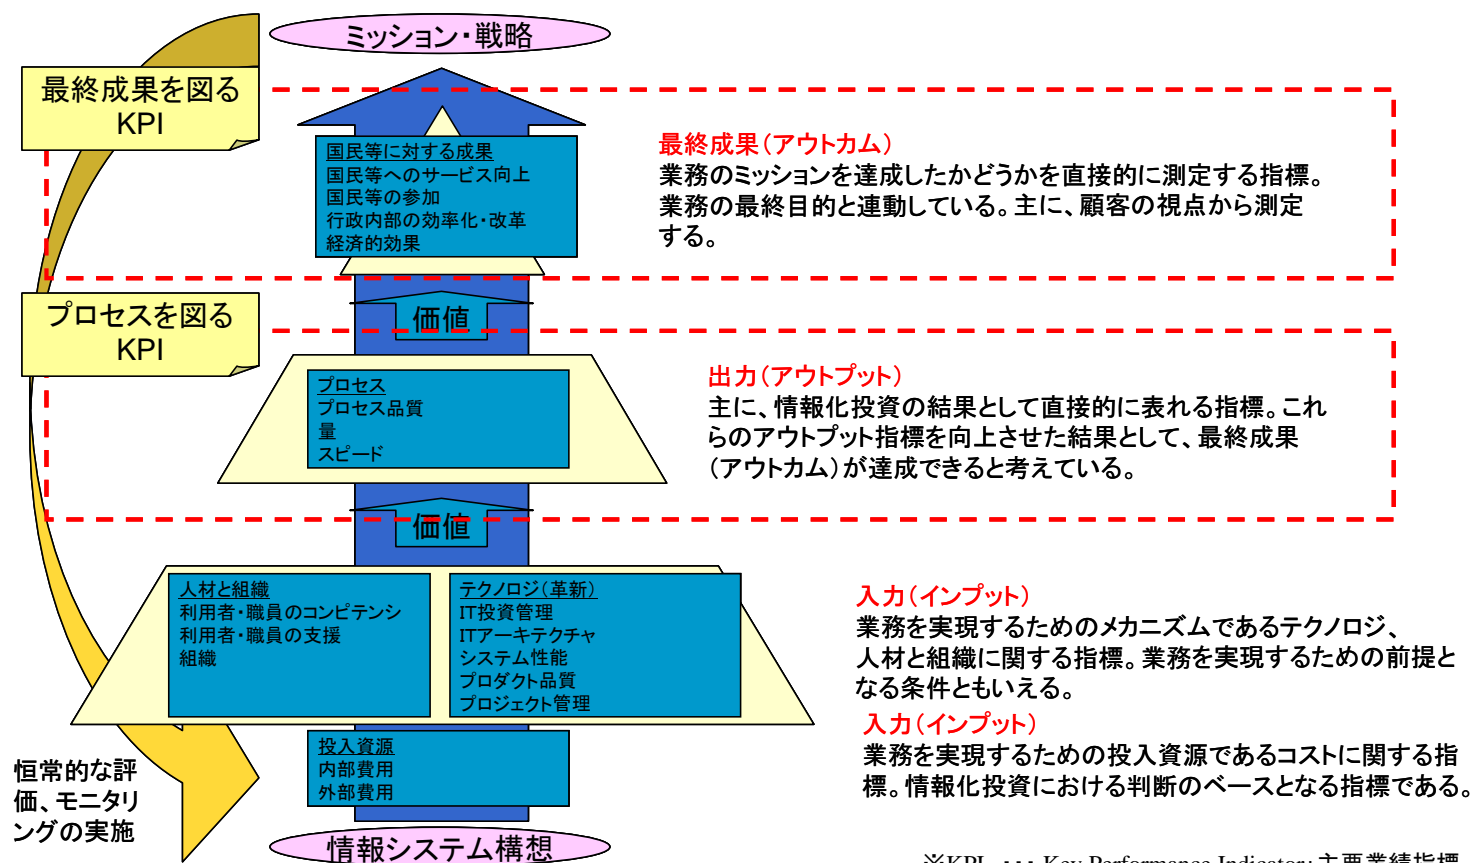 ミッション・戦略
最終成果を図る
KPI
国民等に対する成果
国民等へのサービス向上
国民等の参加
行政内部の効率化・改革
経済的効果
最終成果(アウトカム)
業務のミッションを達成したかどうかを直接的に測定する指標。
業務の最終目的と連動している。主に、顧客の視点から測定
する。
価値
プロセスを図る
KPI
プロセス
プロセス品質
量
スピード
出力(アウトプット)
主に、情報化投資の結果として直接的に表れる指標。これ
らのアウトプット指標を向上させた結果として、最終成果
(アウトカム)が達成できると考えている。
価値
人材と組織
利用者・職員のコンピテンシ
利用者・職員の支援
組織
テクノロジ(革新)
IT投資管理
ITアーキテクチャ
システム性能
プロダクト品質
プロジェクト管理
入力(インプット)
業務を実現するためのメカニズムであるテクノロジ、
人材と組織に関する指標。業務を実現するための前提と
なる条件ともいえる。
入力(インプット)
業務を実現するための投入資源であるコストに関する指
標。情報化投資における判断のベースとなる指標である。
投入資源
内部費用
外部費用
恒常的な評
価、モニタリ
ングの実施
情報システム構想
※KPI ・・・ Key Performance Indicator:主要業績指標